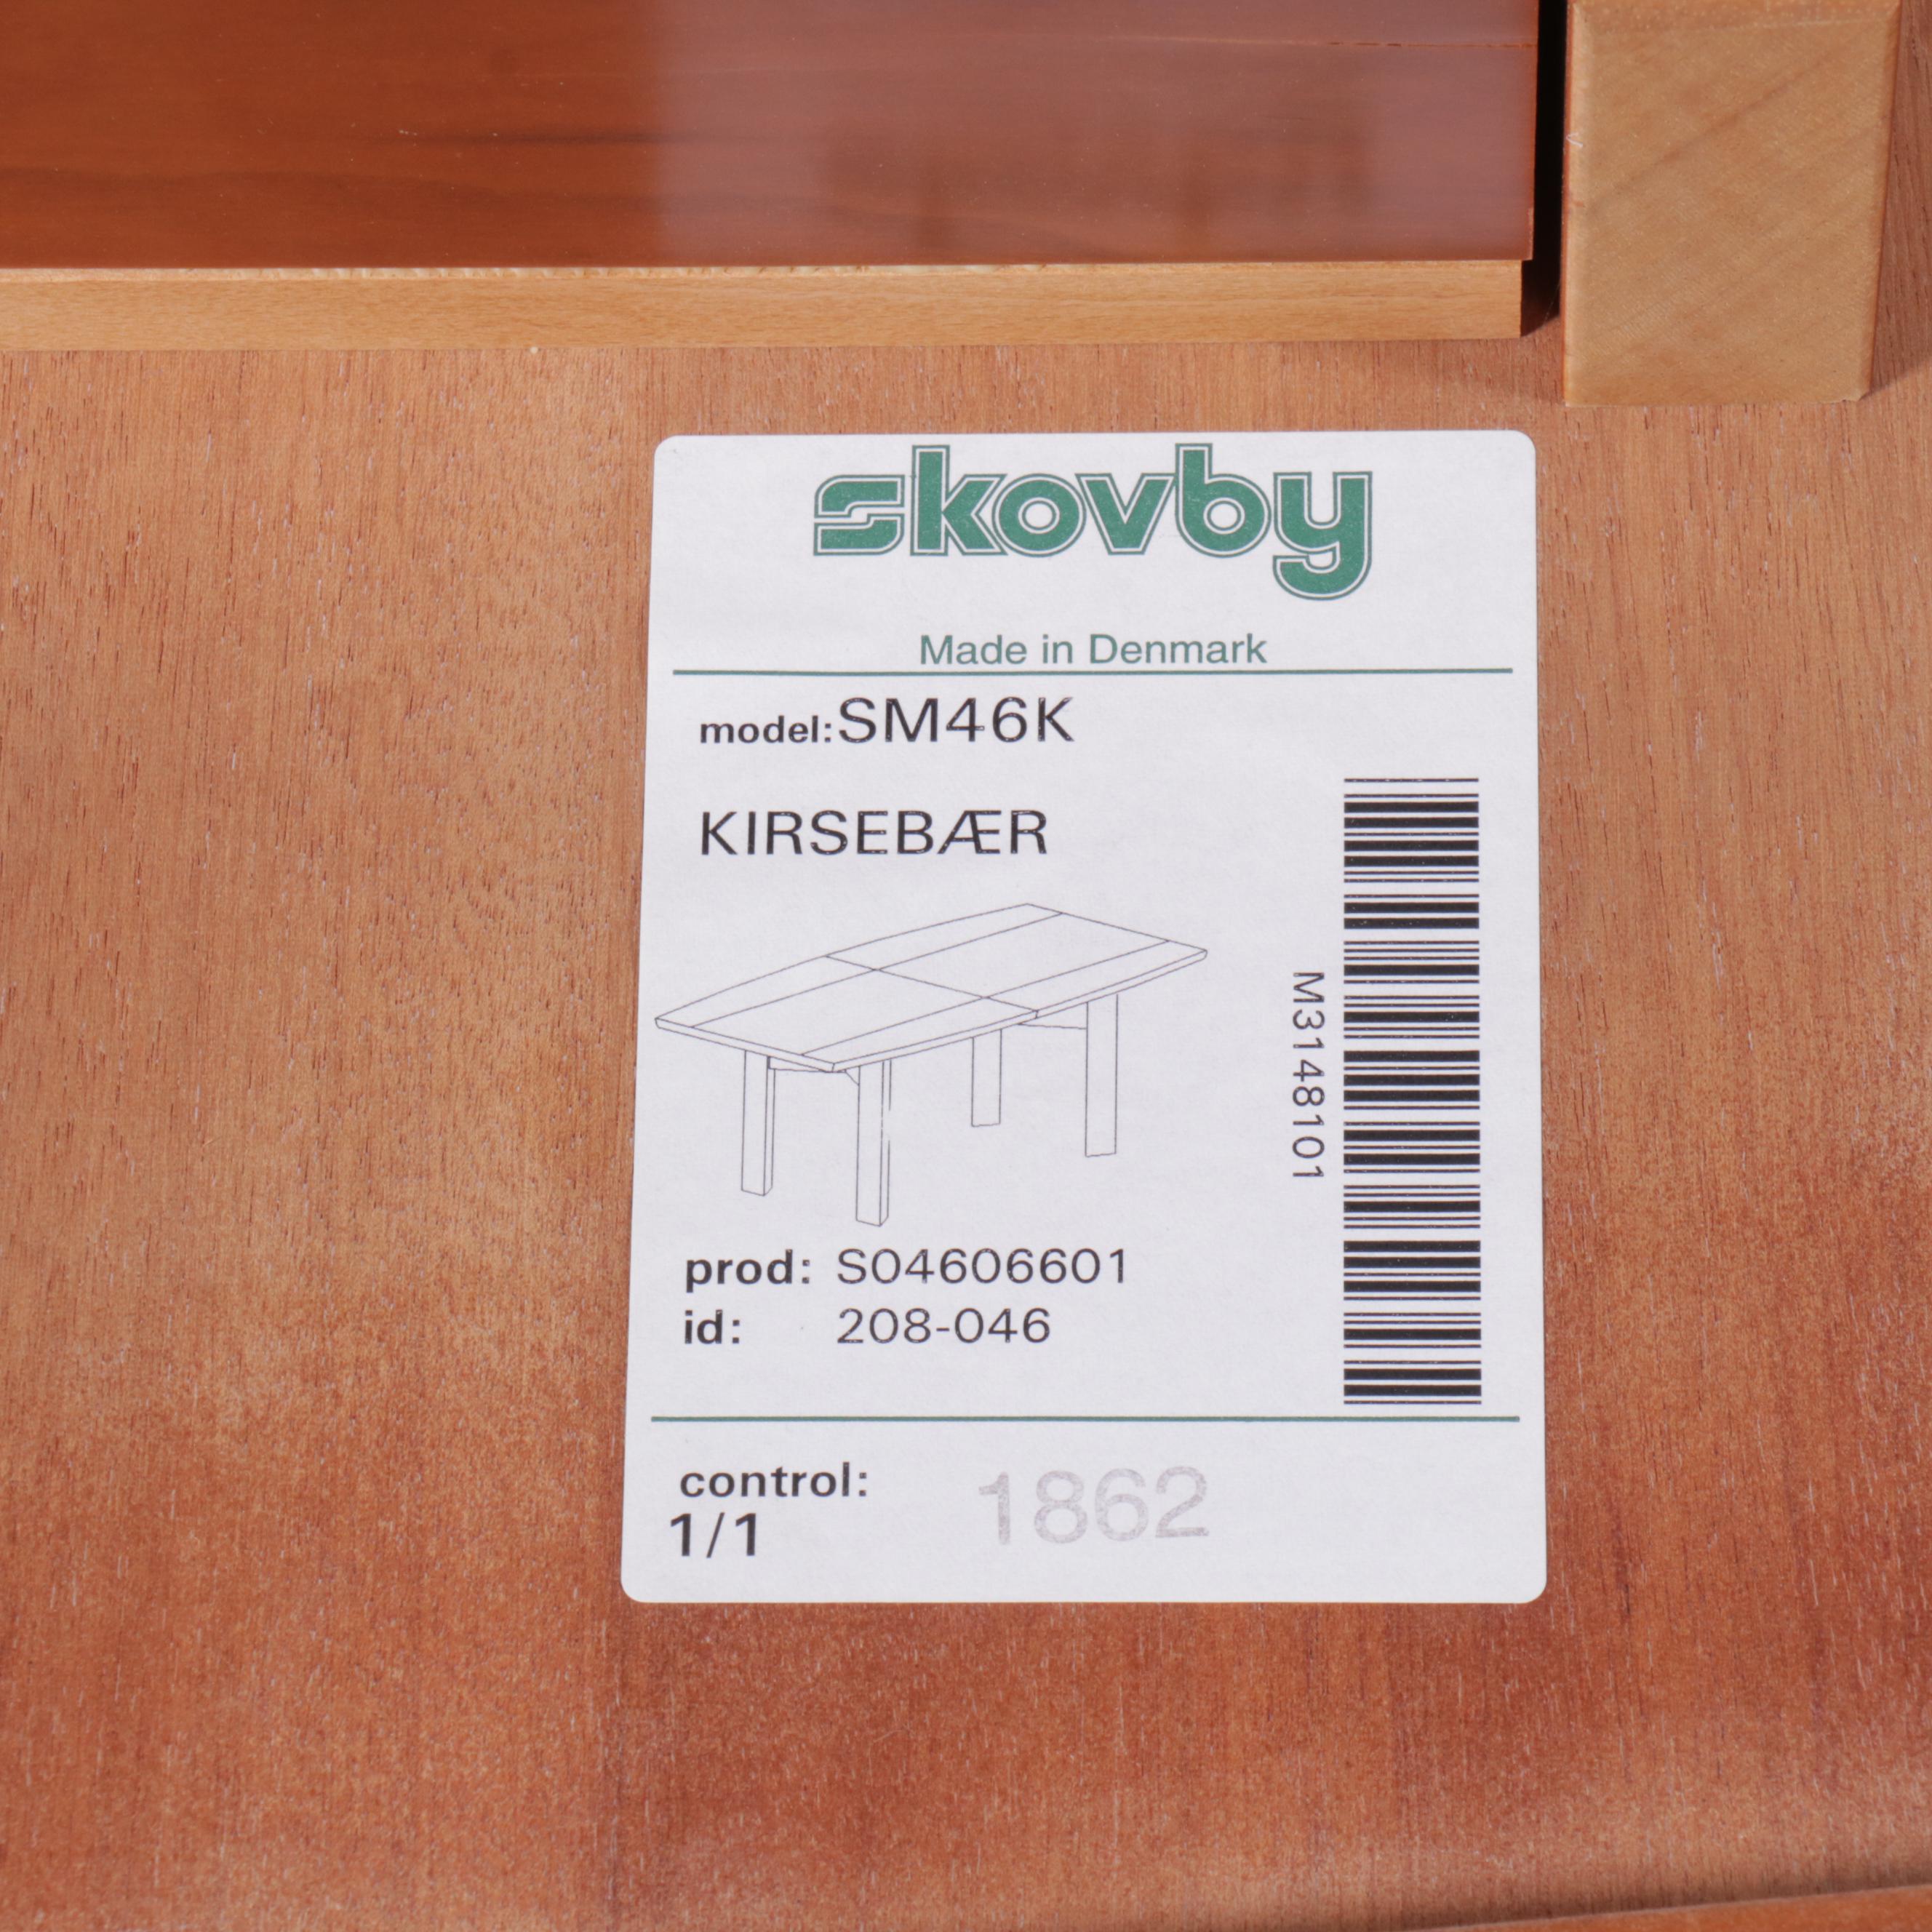 skovby
Made in Denmark
model: SM46K
KIRSEBÆR
M3148101
prod: S04606601
id: 208-046
control: 1862
1/1